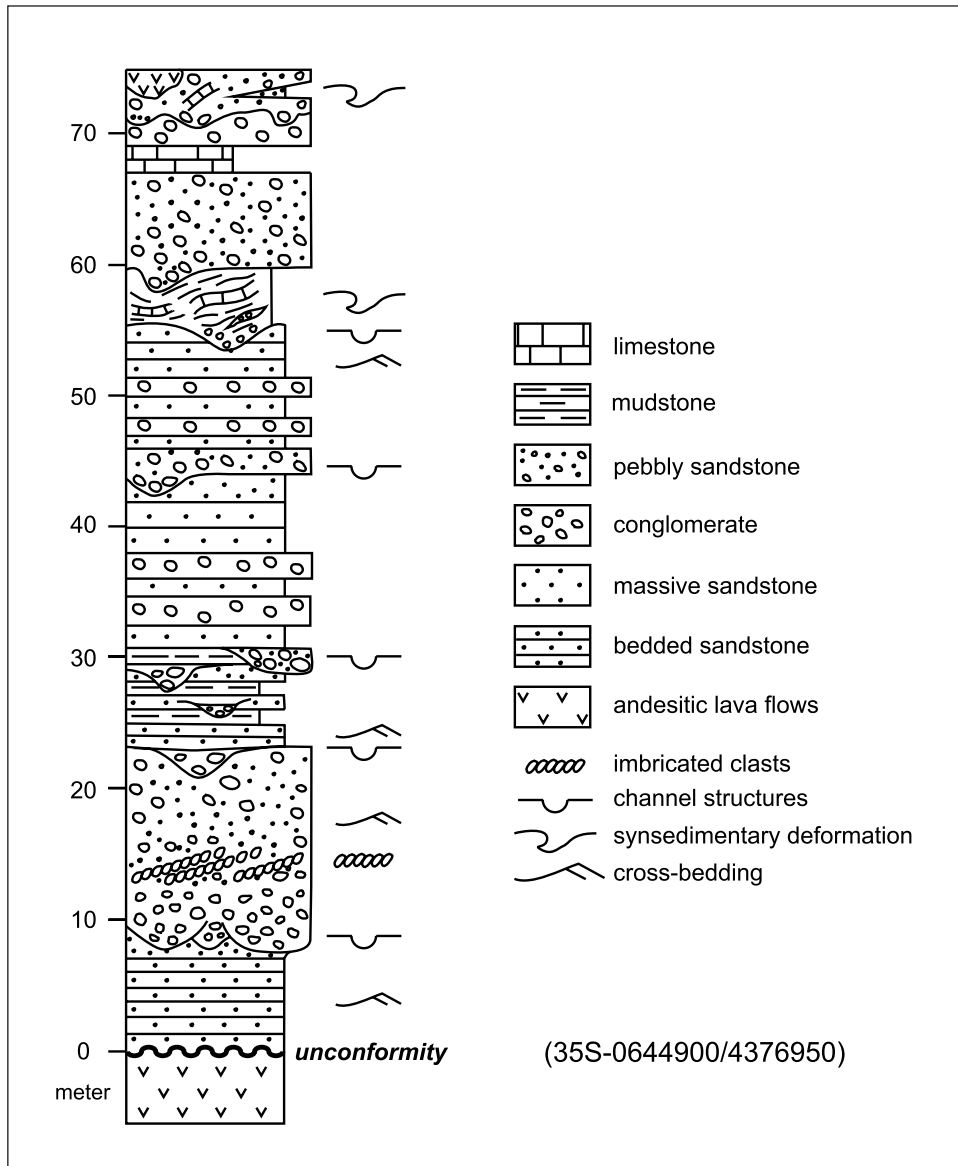 70
60
50
40
30
20
10
0
meter
unconformity
limestone
mudstone
pebbly sandstone
conglomerate
massive sandstone
bedded sandstone
andesitic lava flows
imbricated clasts
channel structures
synsedimentary deformation
cross-bedding
(35S-0644900/4376950)